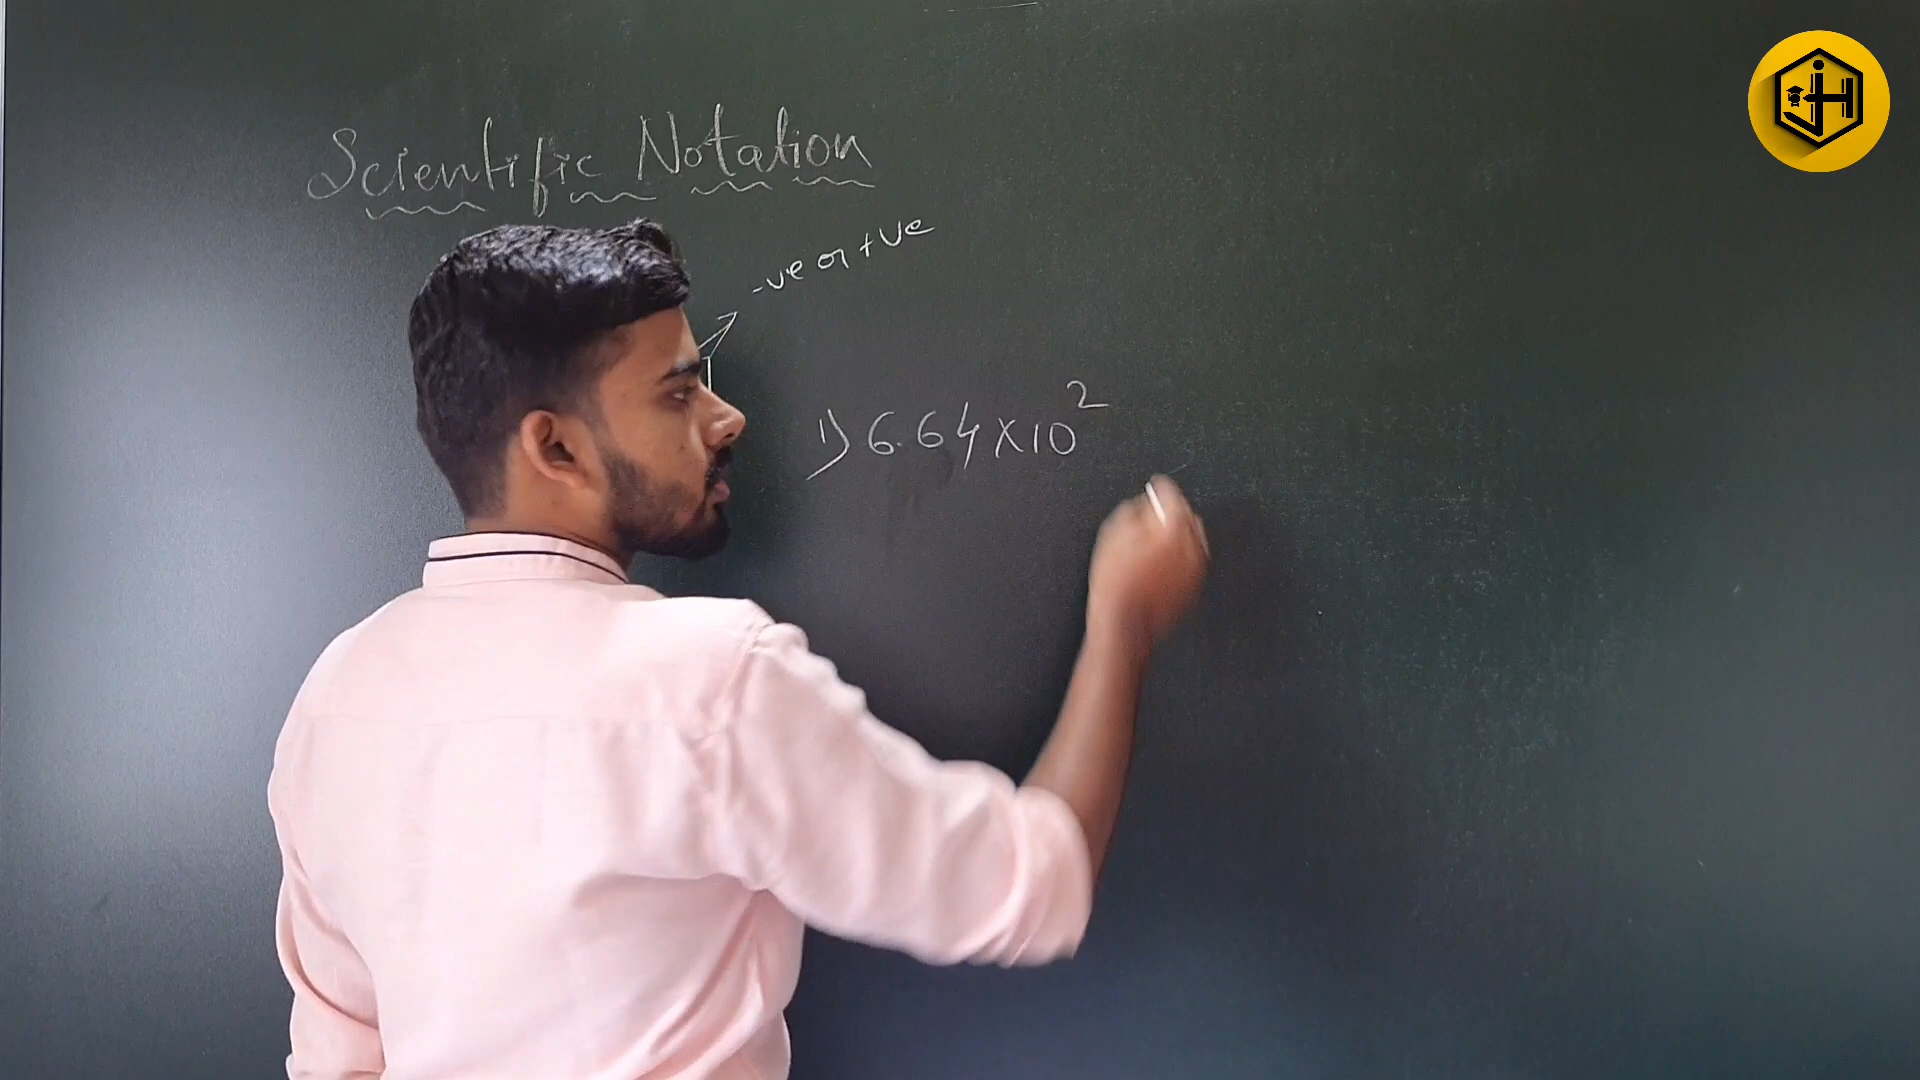 Scientific Notation
-ve or +ve
1) 6.64 × 10²